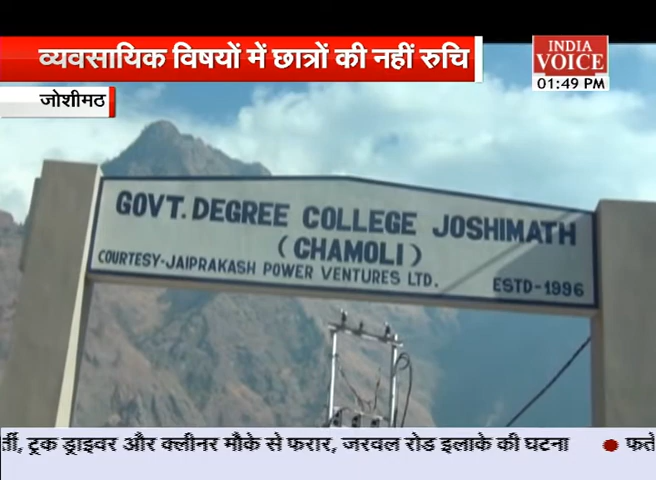 व्यवसायिक विषयों में छात्रों की नहीं रुचि
INDIA
VOICE
01:49 PM
जोशीमठ
GOVT. DEGREE COLLEGE JOSHIMATH
(CHAMOLI)
COURTESY-JAIPRAKASH POWER VENTURES LTD.
ESTD-1996
ट्रक ड्राइवर और क्लीनर मौके से फरार, जरवल रोड इलाके की घटना